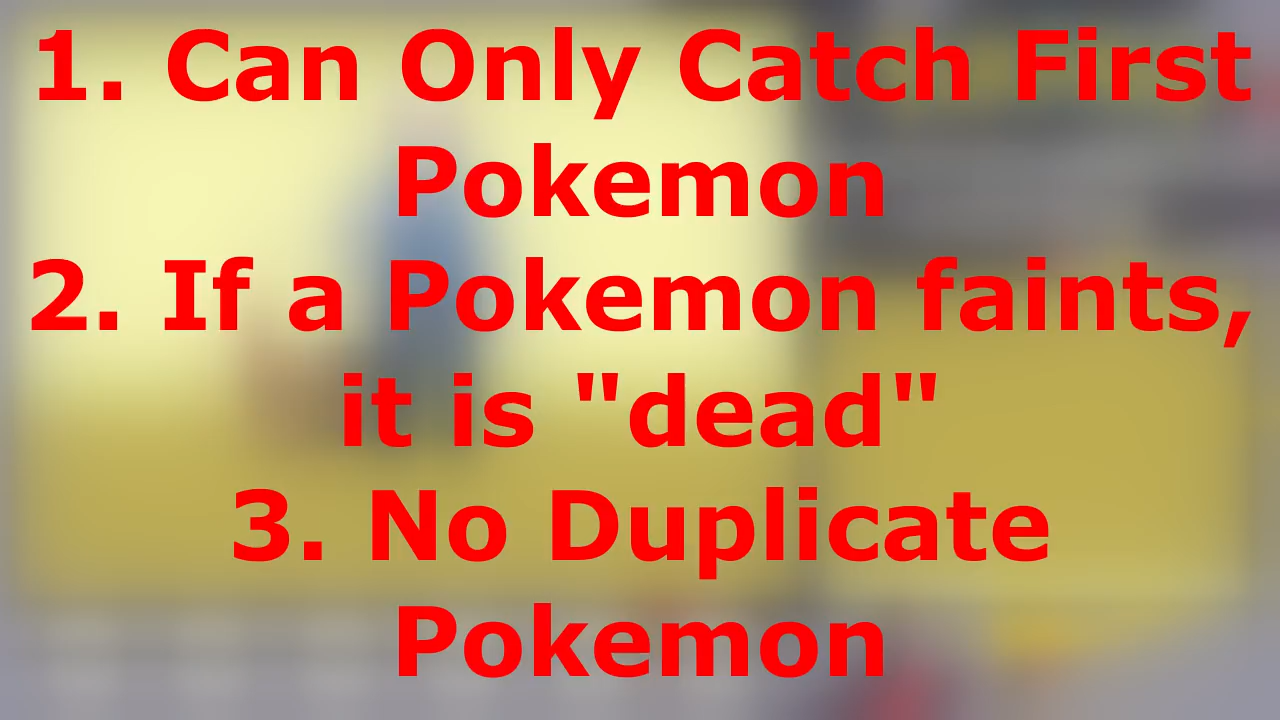 1. Can Only Catch First
Pokemon
2. If a Pokemon faints,
it is "dead"
3. No Duplicate
Pokemon